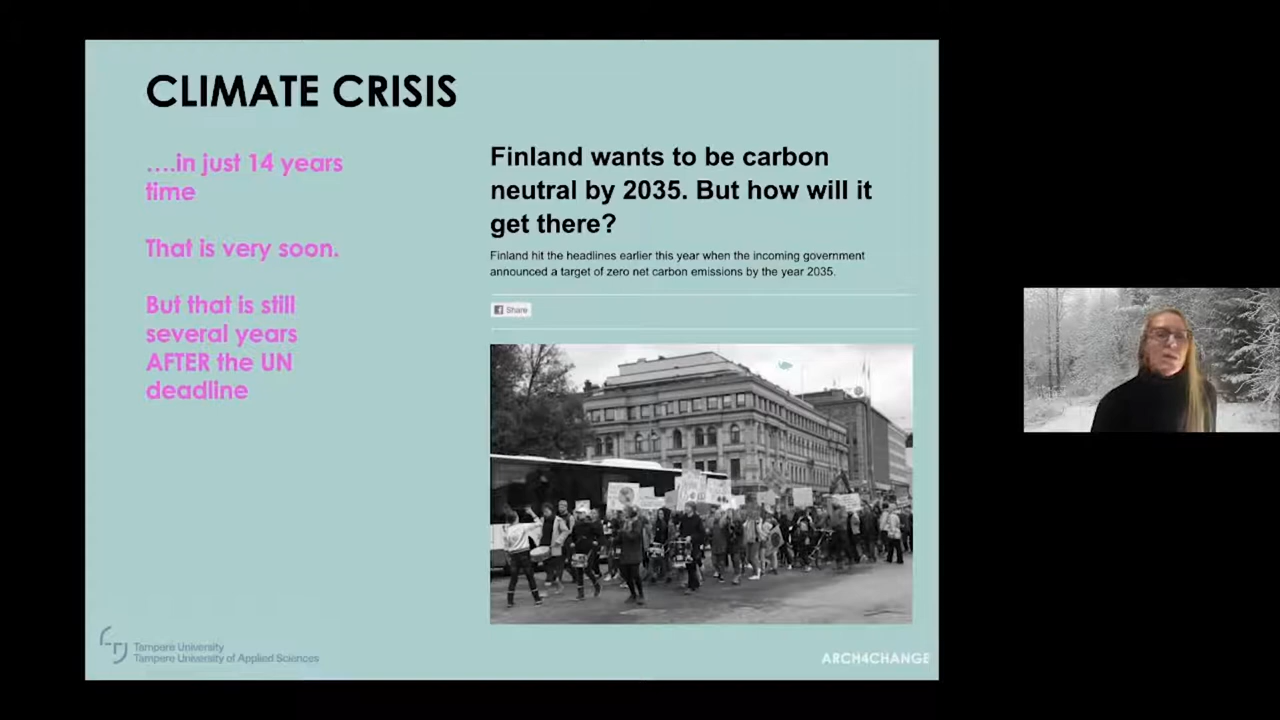 CLIMATE CRISIS
....in just 14 years
time
That is very soon.
But that is still
several years
AFTER the UN
deadline
Finland wants to be carbon
neutral by 2035. But how will it
get there?
Finland hit the headlines earlier this year when the incoming government
announced a target of zero net carbon emissions by the year 2035.
Share
Tampere University
Tampere University of Applied Sciences
ARCH4CHANGE